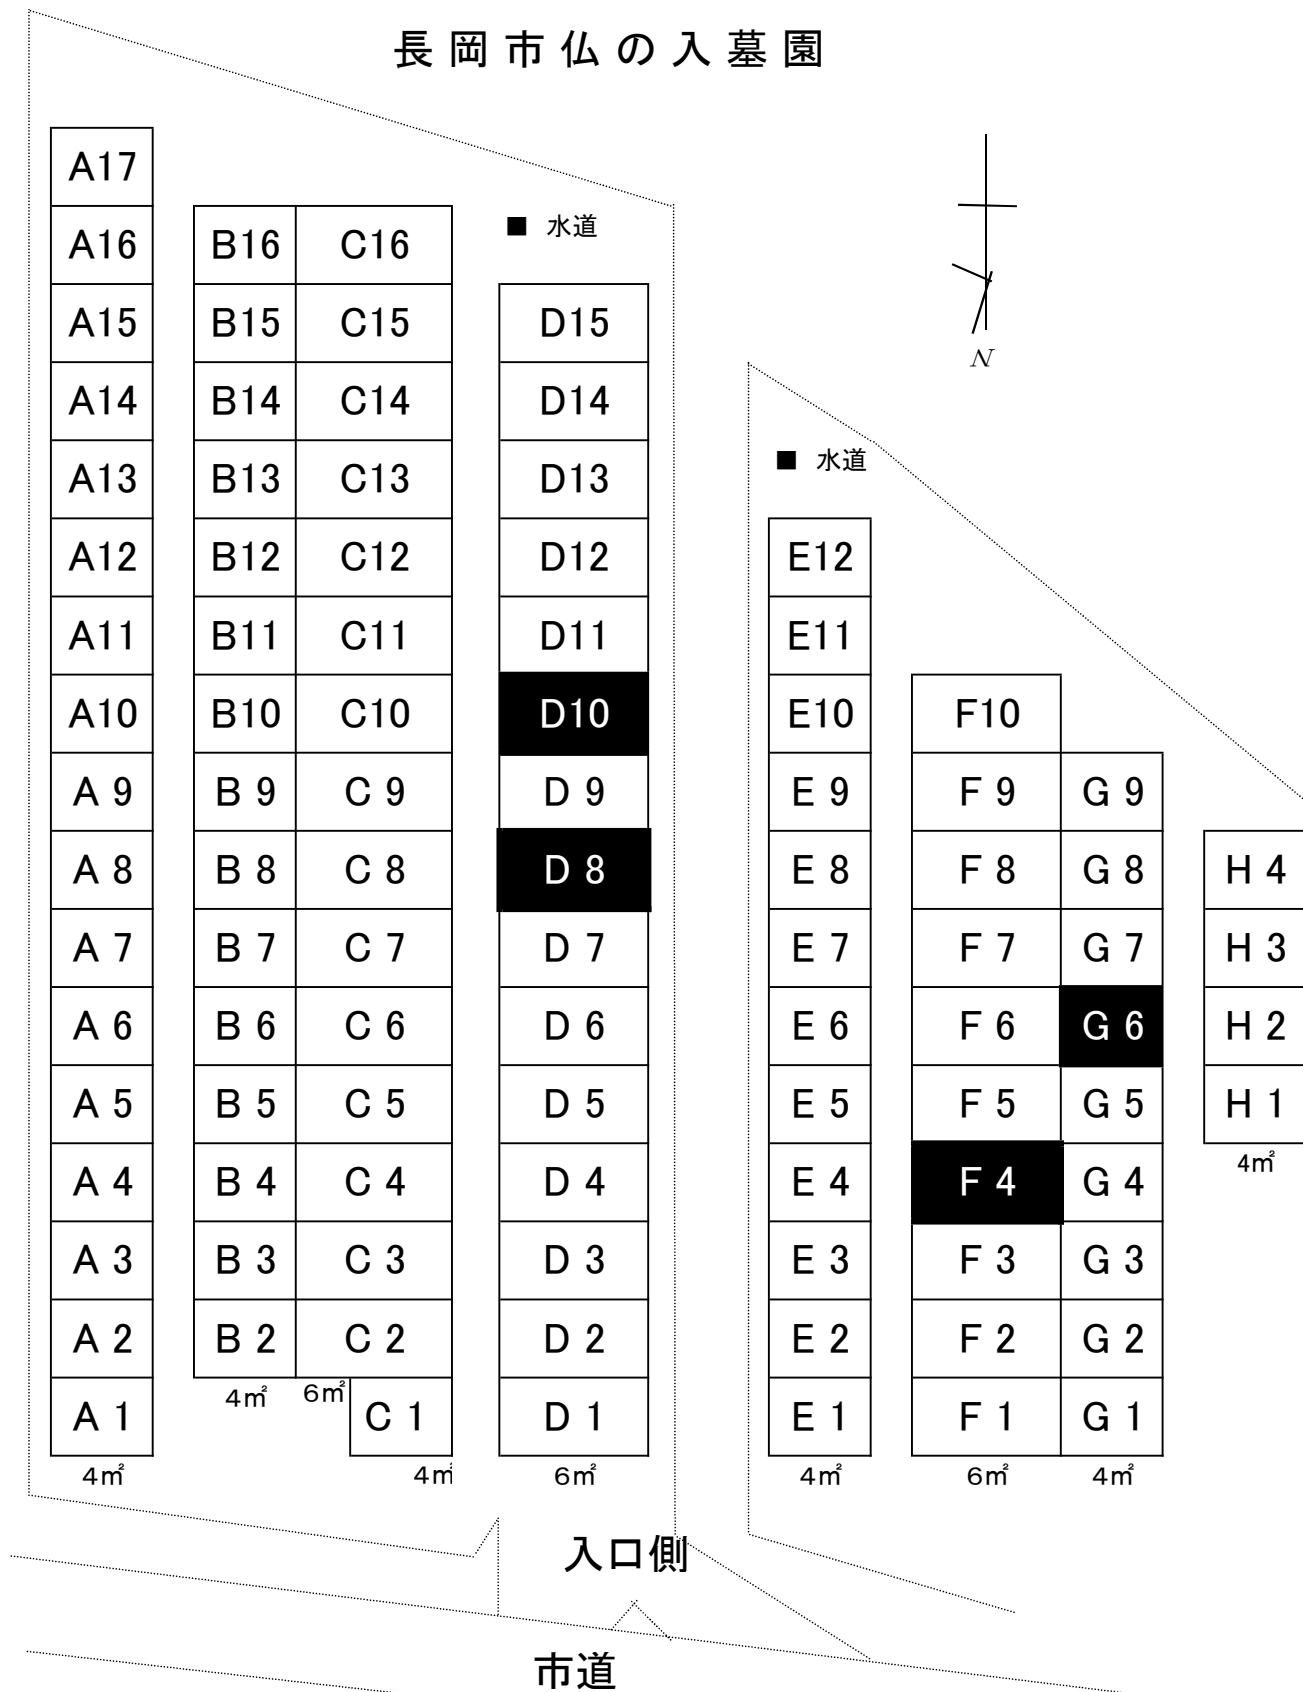 長岡市仏の入墓園
A17
A16 B16 C16 ■ 水道
A15 B15 C15 D15
N
A14 B14 C14 D14
A13 B13 C13 D13 ■ 水道
A12 B12 C12 D12 E12
A11 B11 C11 D11 E11
A10 B10 C10 D10 E10 F10
A 9 B 9 C 9 D 9 E 9 F 9 G 9
A 8 B 8 C 8 D 8 E 8 F 8 G 8 H 4
A 7 B 7 C 7 D 7 E 7 F 7 G 7 H 3
A 6 B 6 C 6 D 6 E 6 F 6 G 6 H 2
A 5 B 5 C 5 D 5 E 5 F 5 G 5 H 1
4㎡
A 4 B 4 C 4 D 4 E 4 F 4 G 4
A 3 B 3 C 3 D 3 E 3 F 3 G 3
A 2 B 2 C 2 D 2 E 2 F 2 G 2
4㎡ 6㎡
A 1 C 1 D 1 E 1 F 1 G 1
4㎡ 4㎡ 6㎡ 4㎡ 6㎡ 4㎡
入口側
市道